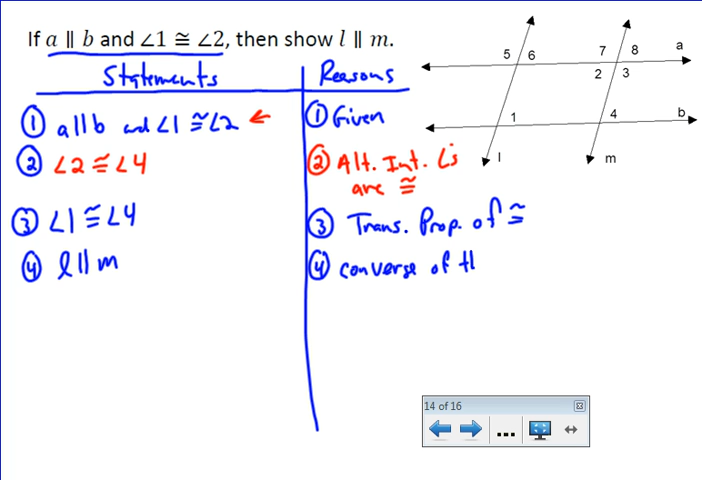 If a ∥ b and ∠1 ≅ ∠2, then show l ∥ m.
Statements
Reasons
① a∥b and ∠1 ≅ ∠2 ←
① Given
② ∠2 ≅ ∠4
② Alt. Int. ∠s
are ≅
③ ∠1 ≅ ∠4
③ Trans. Prop. of ≅
④ l ∥ m
④ converse of th
5 6 7 8 a
2 3
1 4 b
l m
14 of 16
...